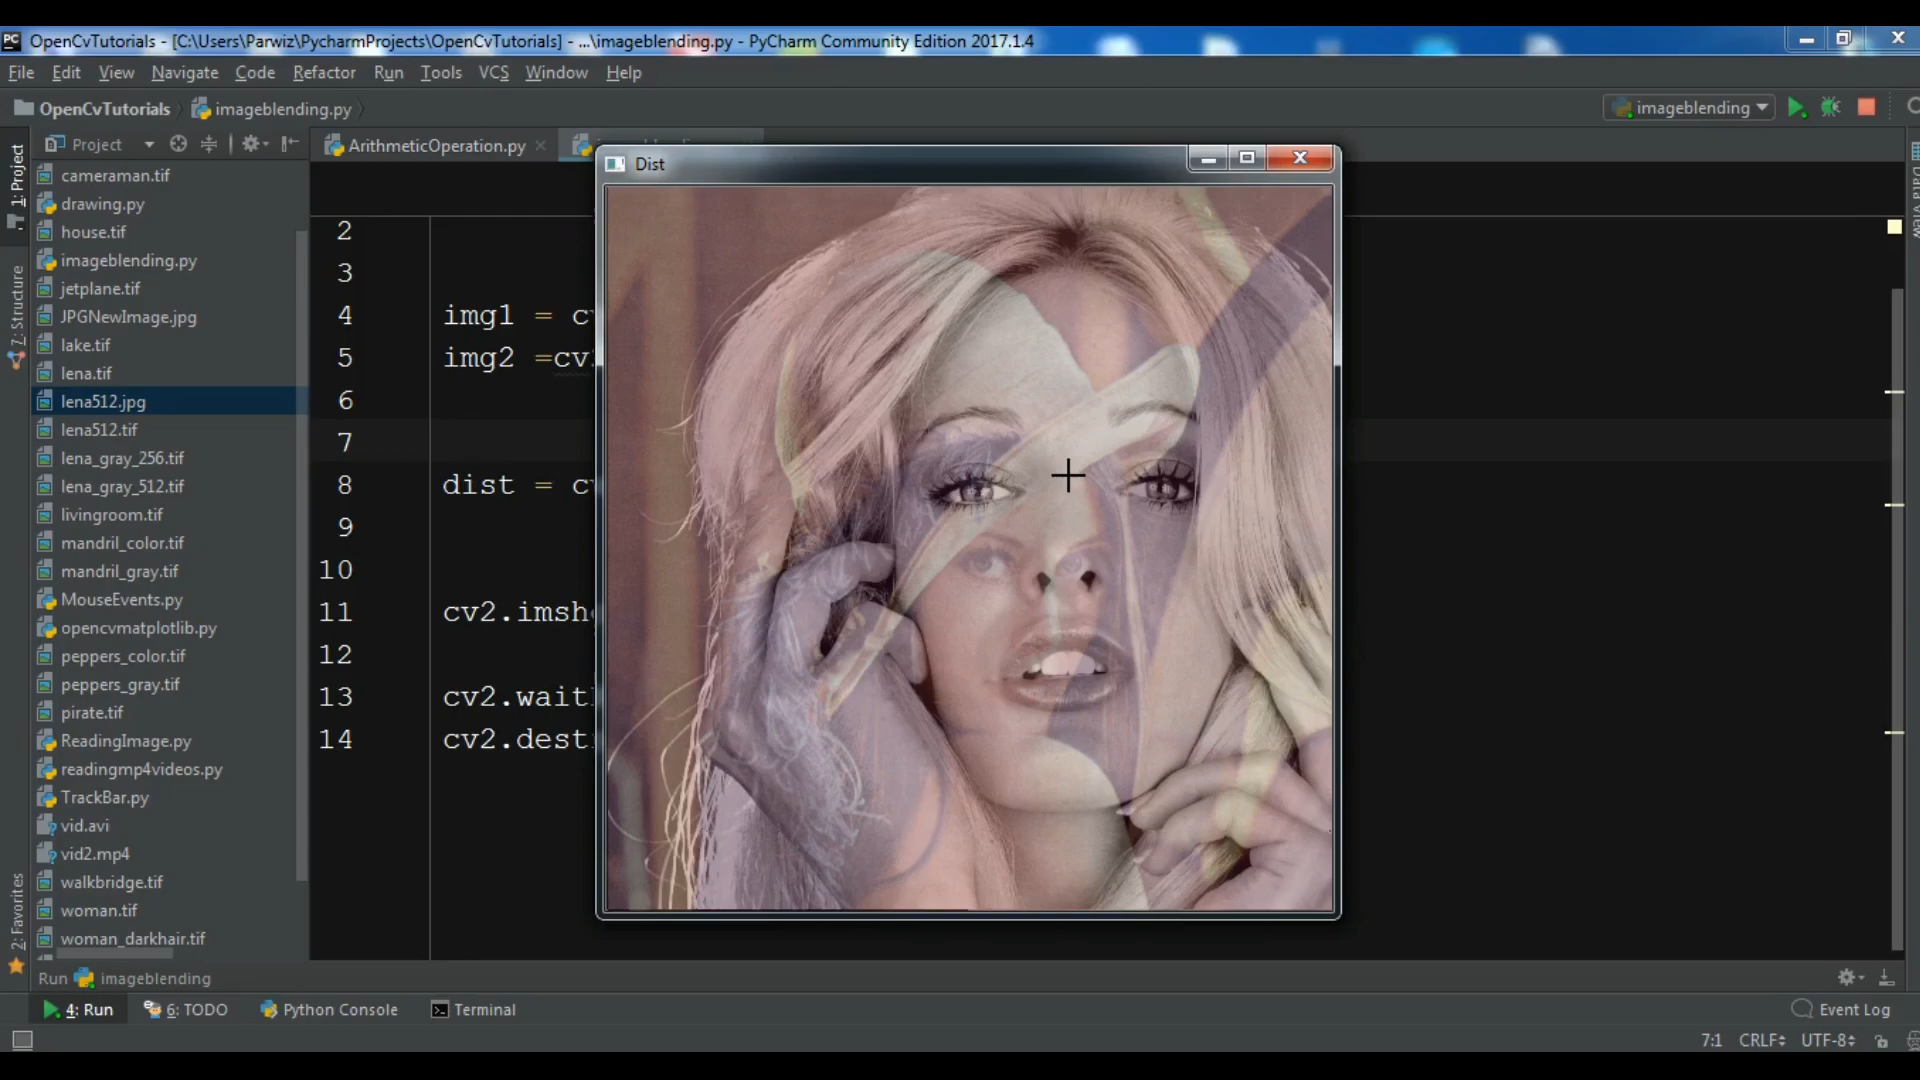 OpenCvTutorials - [C:\Users\Parwiz\PycharmProjects\OpenCvTutorials] - ...\imageblending.py - PyCharm Community Edition 2017.1.4
File Edit View Navigate Code Refactor Run Tools VCS Window Help
OpenCvTutorials imageblending.py imageblending
Project ArithmeticOperation.py
Dist
1: Project
7: Structure
2: Favorites
cameraman.tif
drawing.py
house.tif
imageblending.py
jetplane.tif
JPGNewImage.jpg
lake.tif
lena.tif
lena512.jpg
lena512.tif
lena_gray_256.tif
lena_gray_512.tif
livingroom.tif
mandril_color.tif
mandril_gray.tif
MouseEvents.py
opencvmatplotlib.py
peppers_color.tif
peppers_gray.tif
pirate.tif
ReadingImage.py
readingmp4videos.py
TrackBar.py
vid.avi
vid2.mp4
walkbridge.tif
woman.tif
woman_darkhair.tif
2
3
4 img1 = c
5 img2 =cv
6
7
8 dist = c
9
10
11 cv2.imsh
12
13 cv2.wait
14 cv2.dest
Data View
Run imageblending
4: Run 6: TODO Python Console Terminal Event Log
7:1 CRLF UTF-8